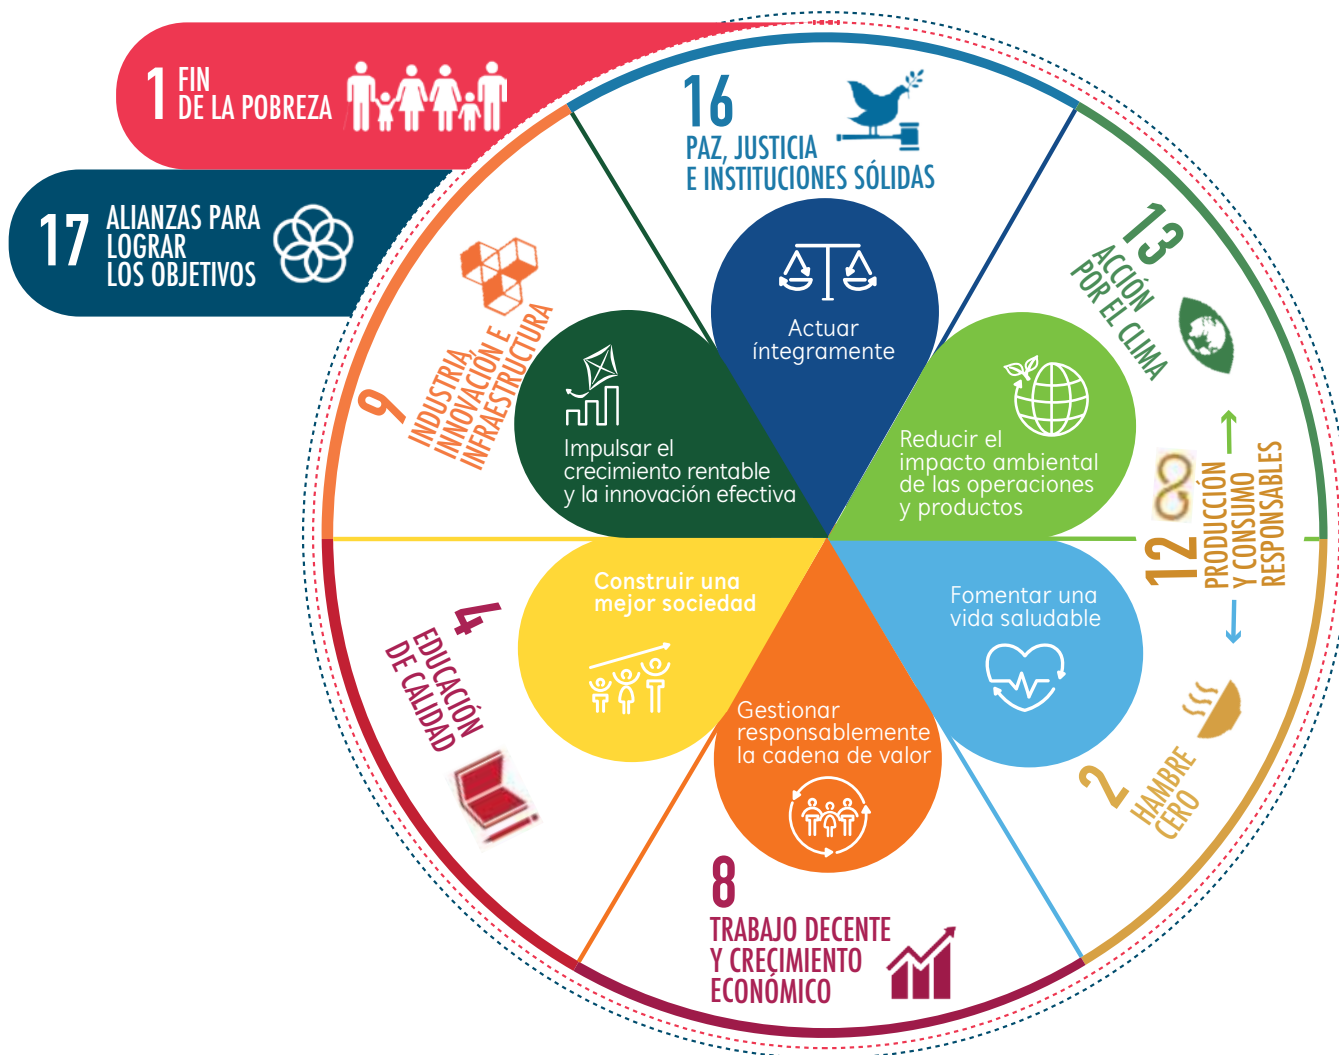 1 FIN
DE LA POBREZA
17 ALIANZAS PARA
LOGRAR
LOS OBJETIVOS
16
PAZ, JUSTICIA
E INSTITUCIONES SÓLIDAS
13
ACCIÓN
POR EL CLIMA
12
PRODUCCIÓN
Y CONSUMO
RESPONSABLES
2
HAMBRE
CERO
8
TRABAJO DECENTE
Y CRECIMIENTO
ECONÓMICO
4
EDUCACIÓN
DE CALIDAD
9
INDUSTRIA,
INNOVACIÓN E
INFRAESTRUCTURA
Actuar
íntegramente
Reducir el
impacto ambiental
de las operaciones
y productos
Fomentar una
vida saludable
Gestionar
responsablemente
la cadena de valor
Construir una
mejor sociedad
Impulsar el
crecimiento rentable
y la innovación efectiva